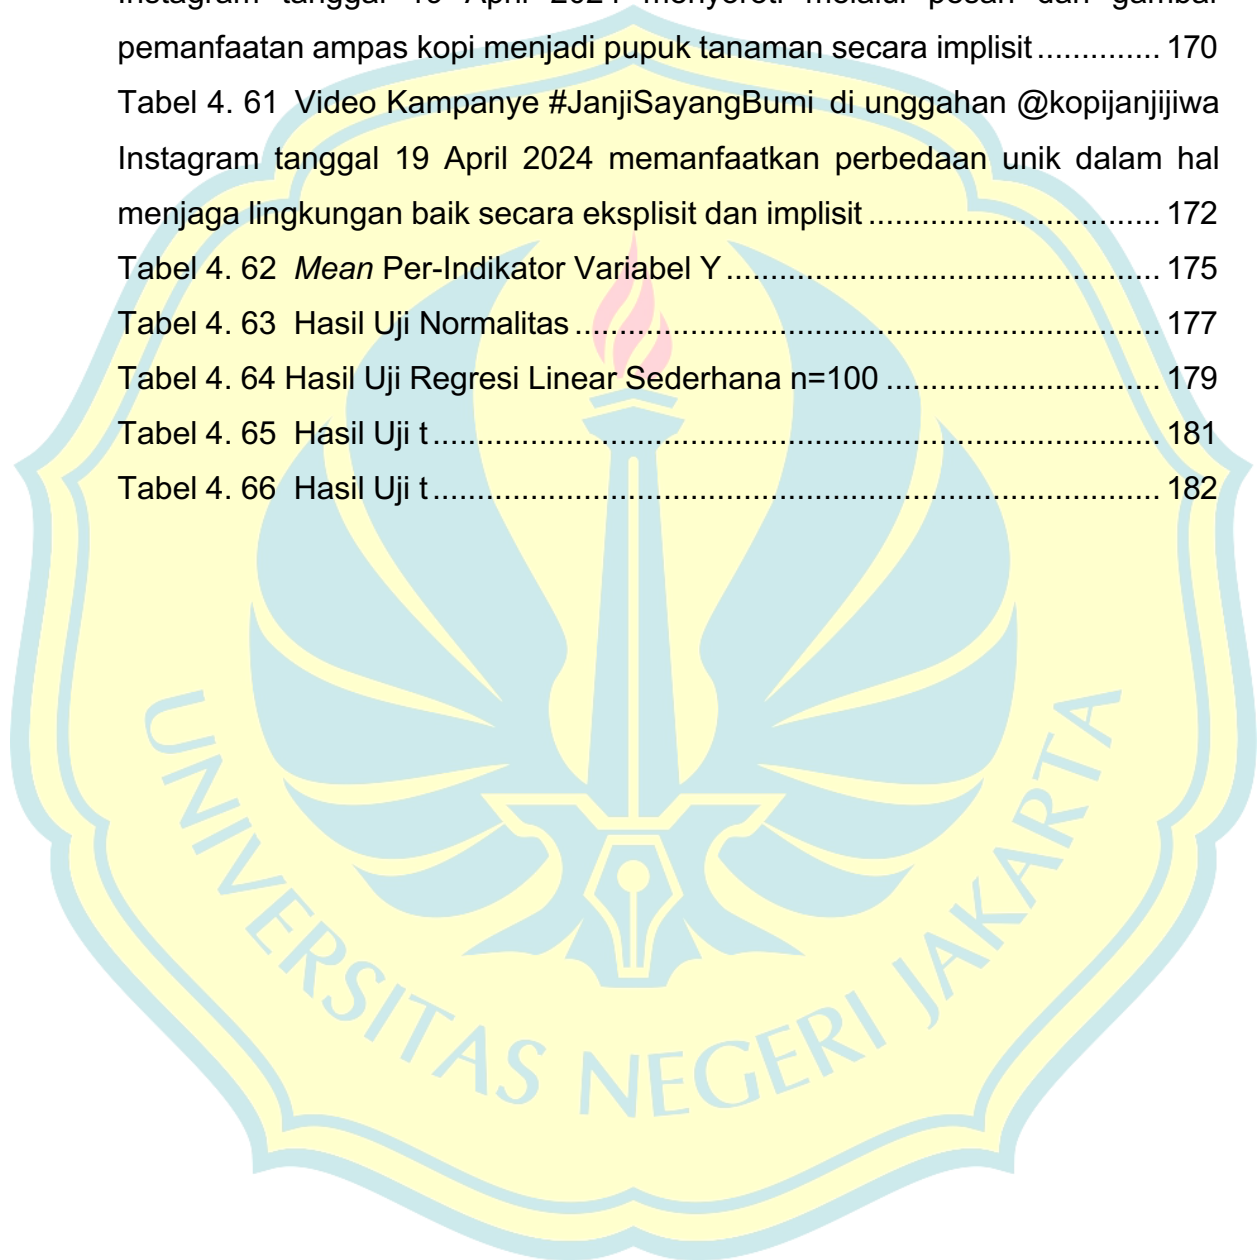 pemanfaatan ampas kopi menjadi pupuk tanaman secara implisit .............. 170
Tabel 4. 61 Video Kampanye #JanjiSayangBumi di unggahan @kopijanjijiwa
Instagram tanggal 19 April 2024 memanfaatkan perbedaan unik dalam hal
menjaga lingkungan baik secara eksplisit dan implisit ................................ 172
Tabel 4. 62 Mean Per-Indikator Variabel Y ................................................ 175
Tabel 4. 63 Hasil Uji Normalitas ................................................................. 177
Tabel 4. 64 Hasil Uji Regresi Linear Sederhana n=100 .............................. 179
Tabel 4. 65 Hasil Uji t ................................................................................. 181
Tabel 4. 66 Hasil Uji t ................................................................................. 182
UNIVERSITAS NEGERI JAKARTA